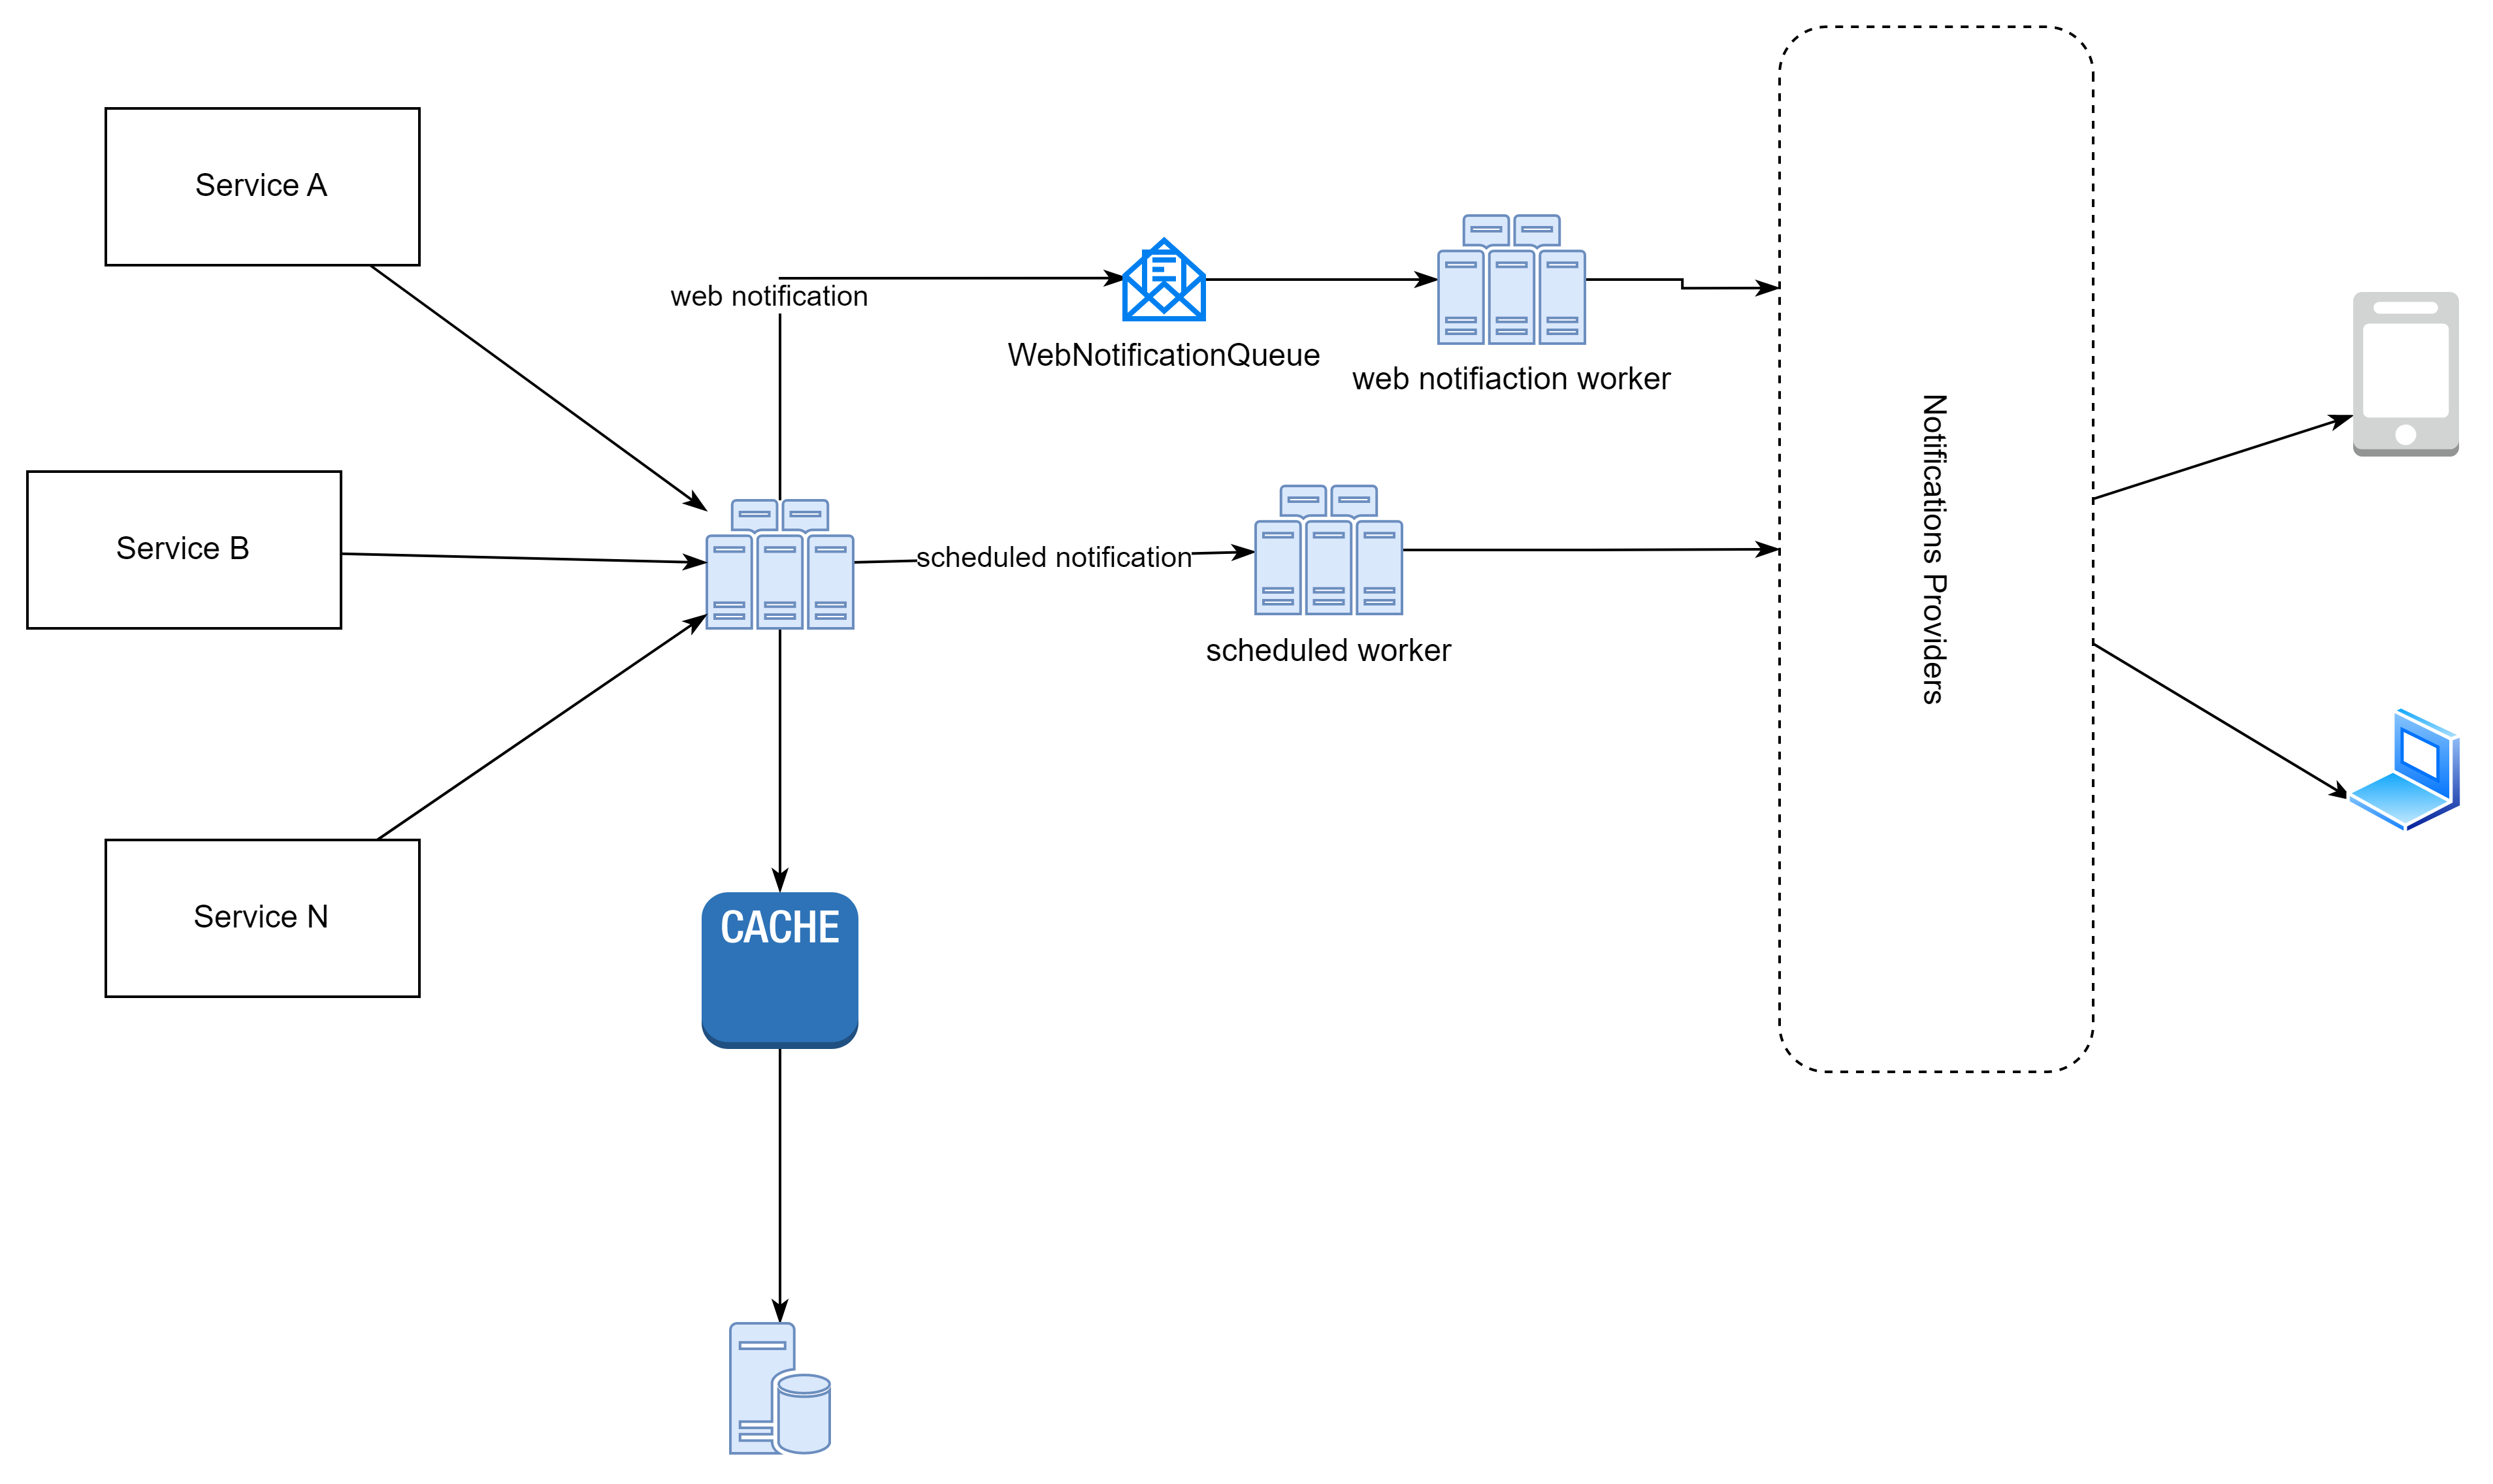 Service A
web notification
WebNotificationQueue
web notifiaction worker
Service B
scheduled notification
scheduled worker
Notifications Providers
Service N
CACHE